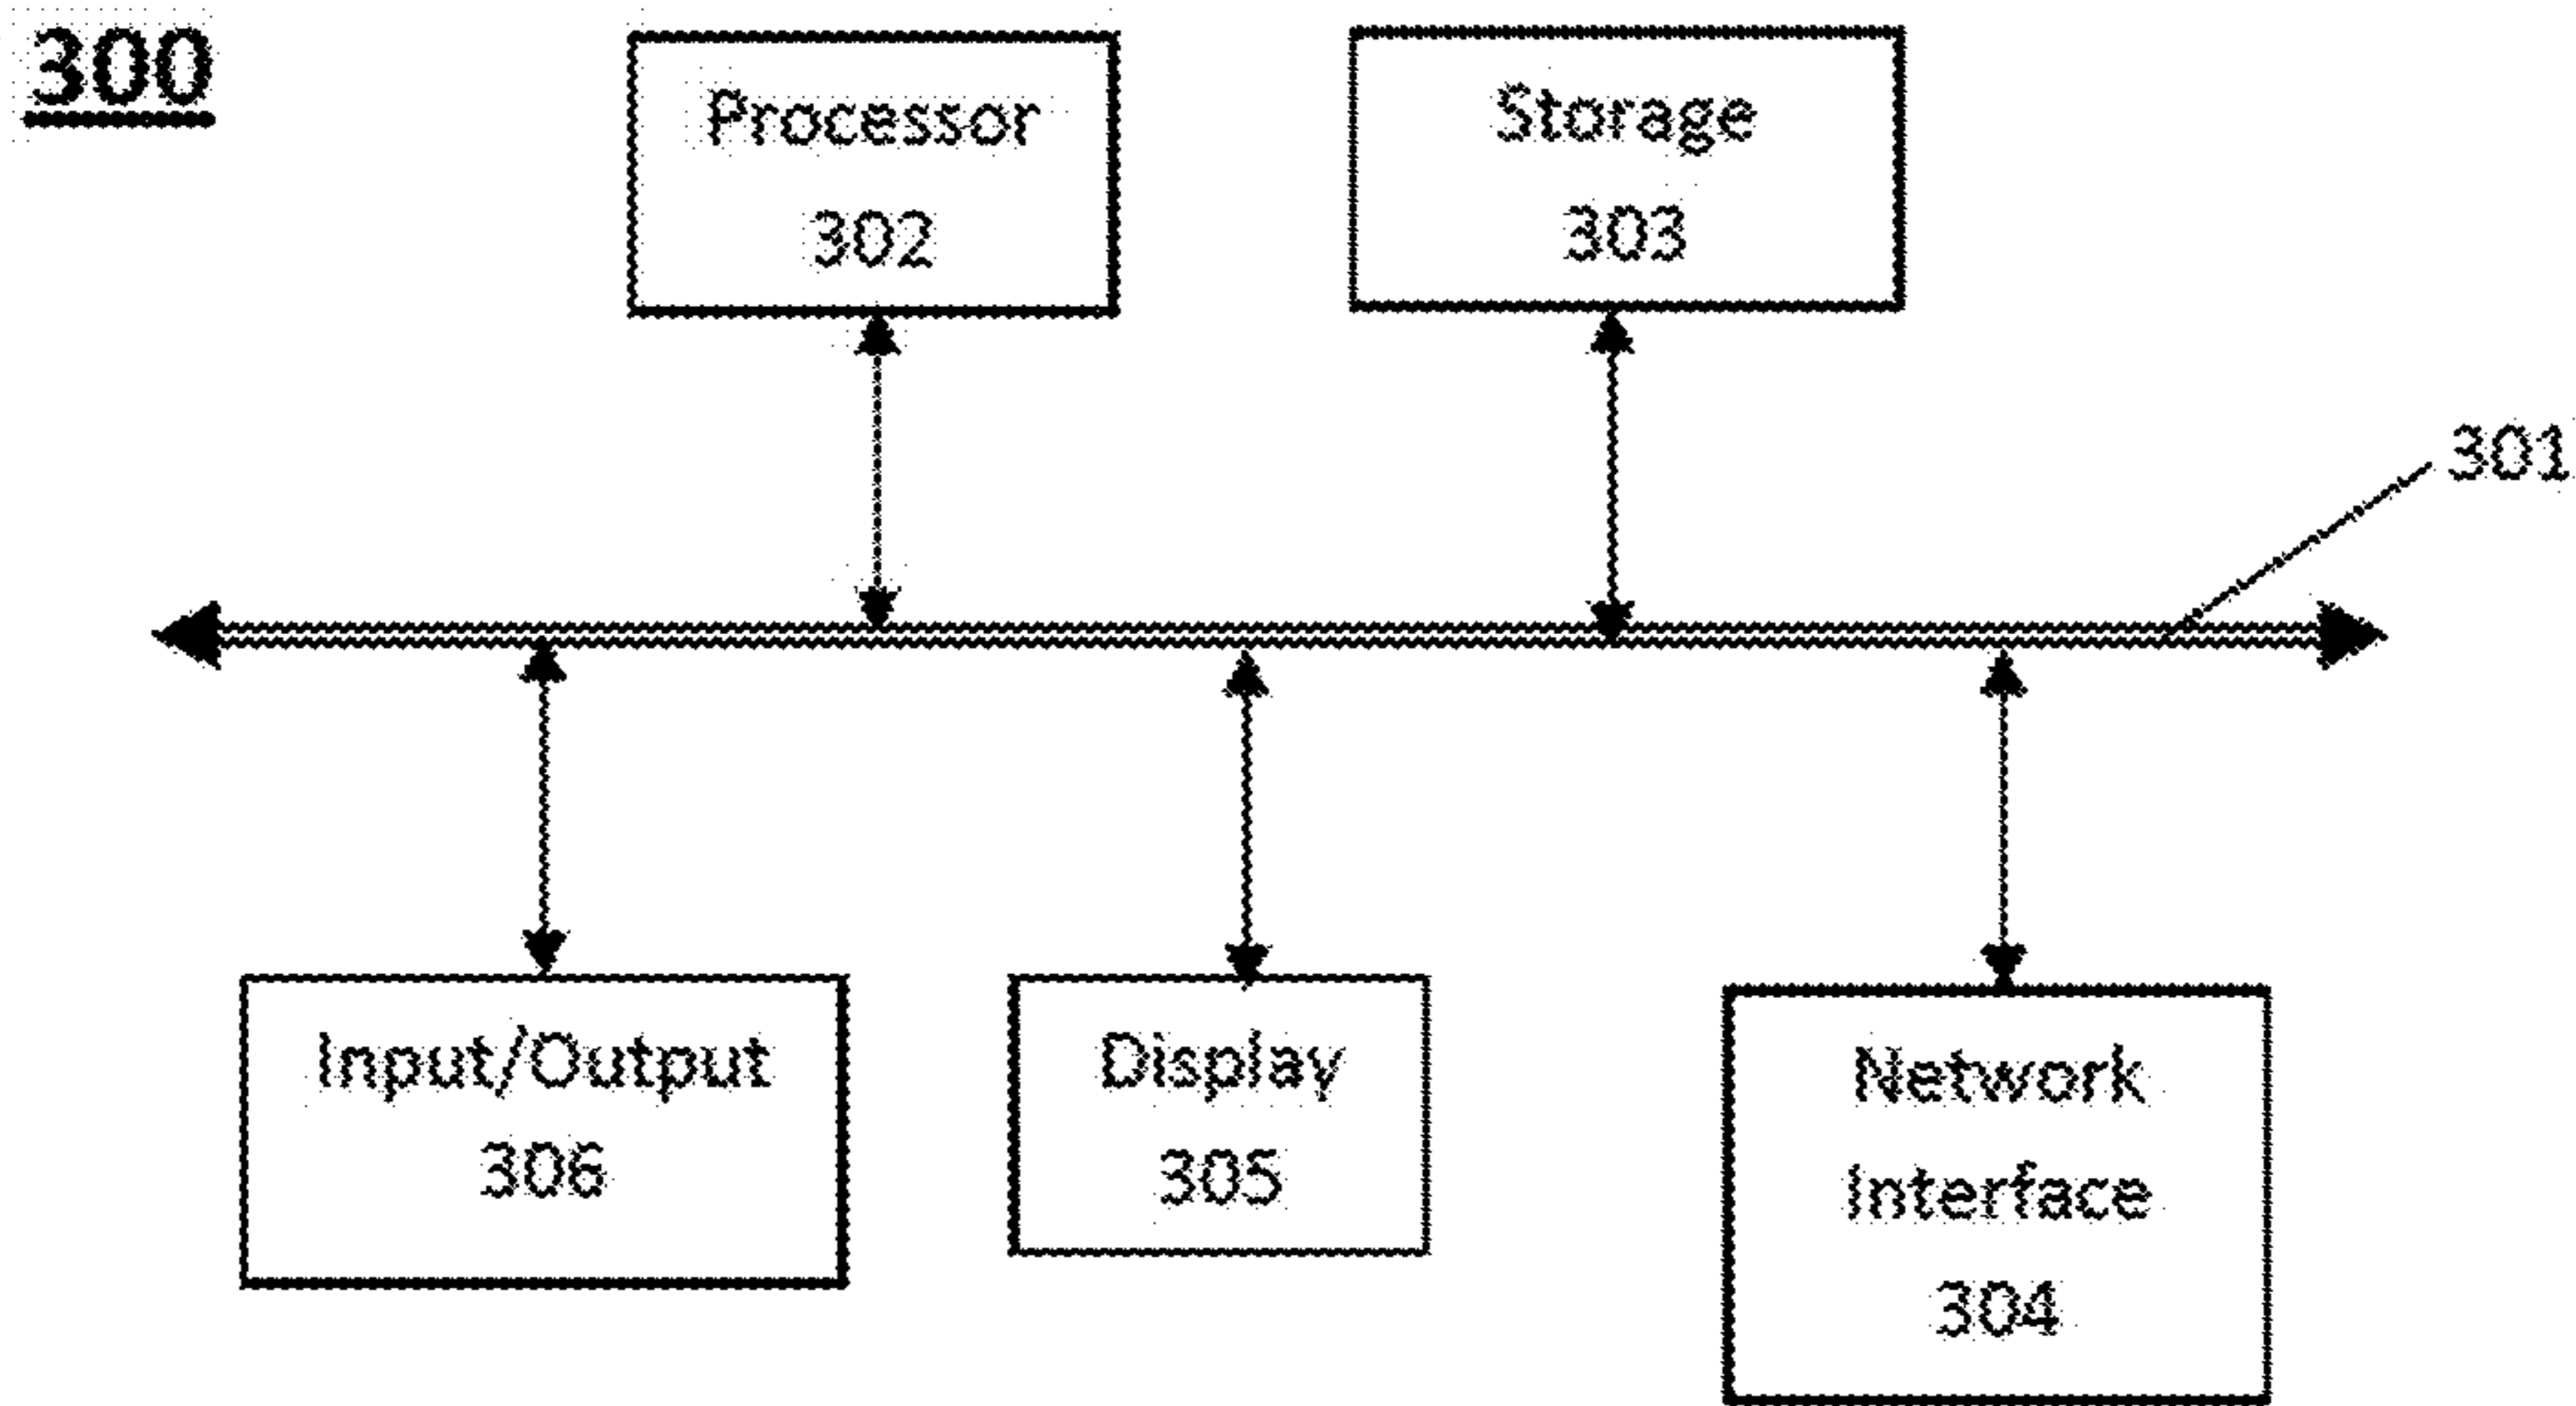 300
Processor
302
Storage
303
301
Input/Output
306
Display
305
Network
Interface
304